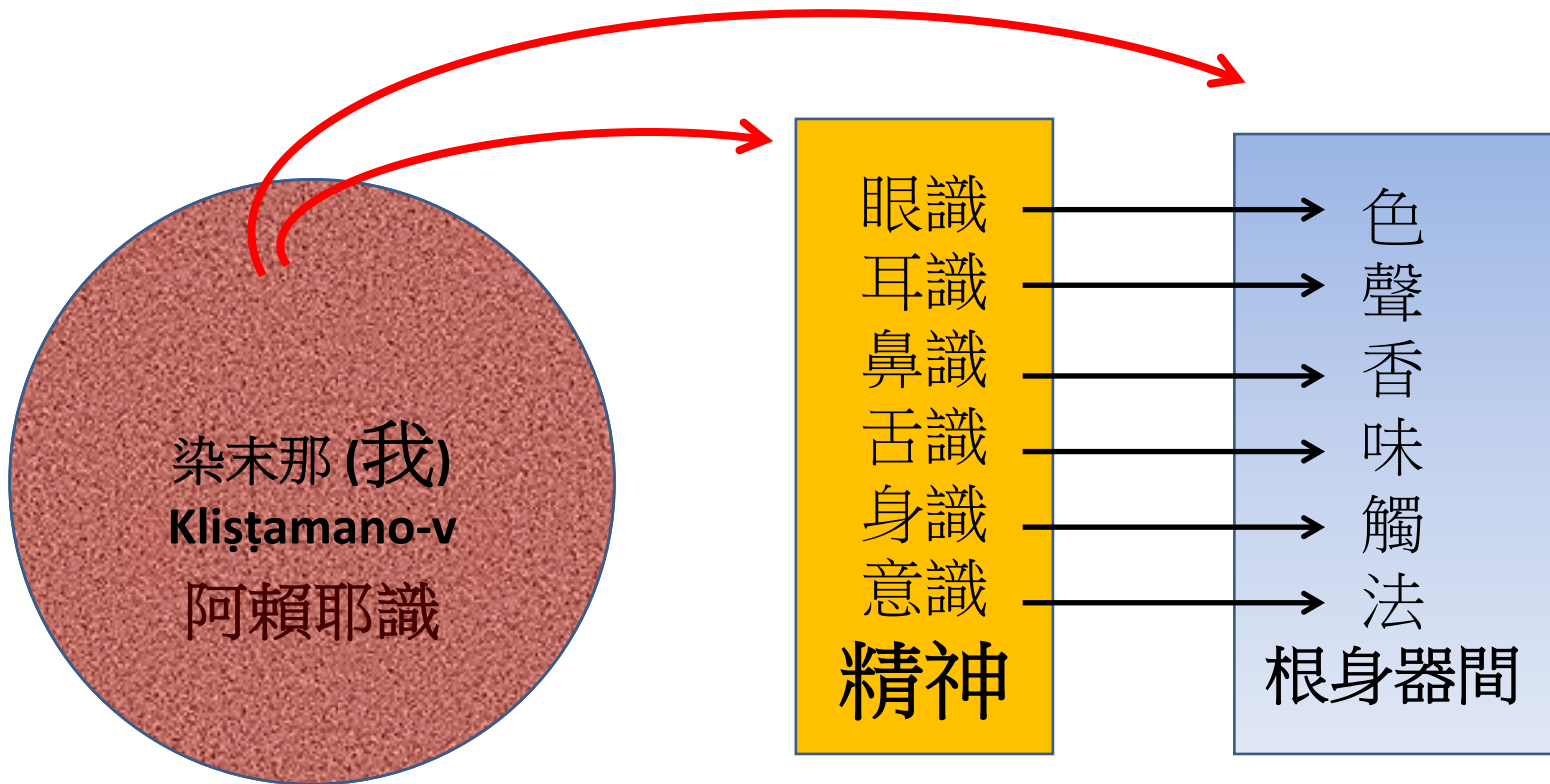 染末那 (我)
Kliṣṭamano-v
阿賴耶識
眼識
耳識
鼻識
舌識
身識
意識
精神
色
聲
香
味
觸
法
根身器間